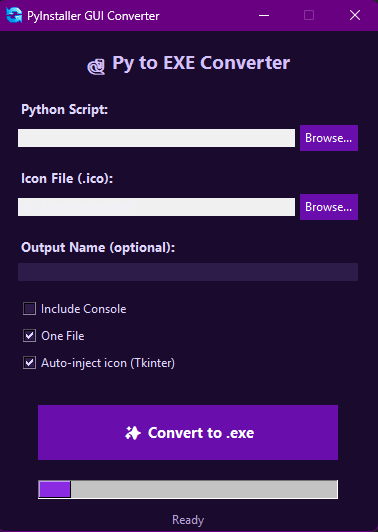 PyInstaller GUI Converter
Py to EXE Converter
Python Script:
Browse...
Icon File (.ico):
Browse...
Output Name (optional):
Include Console
One File
Auto-inject icon (Tkinter)
Convert to .exe
Ready